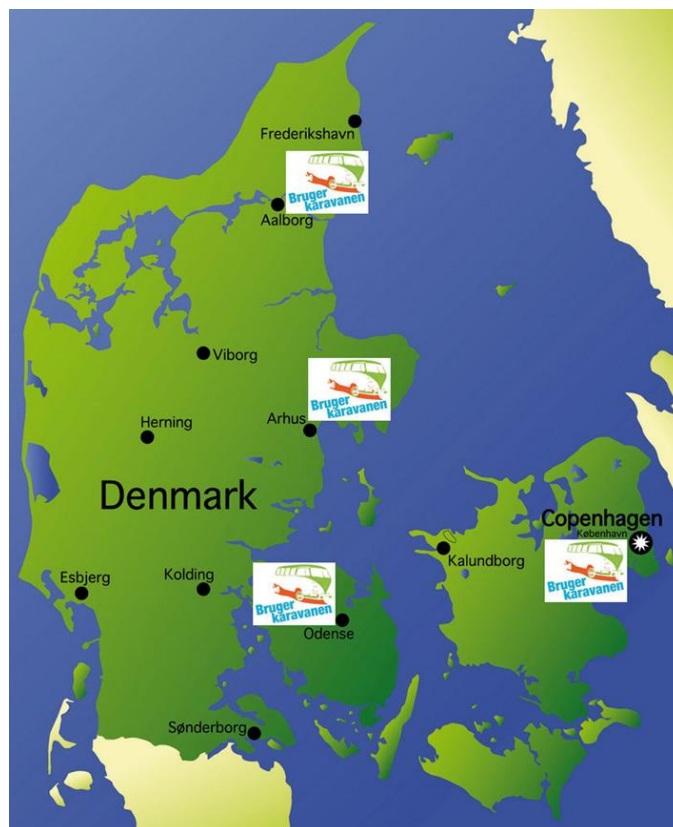 Frederikshavn
Bruger
karavanen
Aalborg
Viborg
Bruger
karavanen
Herning
Arhus
Denmark
Copenhagen
København
Kalundborg
Bruger
karavanen
Esbjerg
Kolding
Bruger
karavanen
Odense
Sønderborg